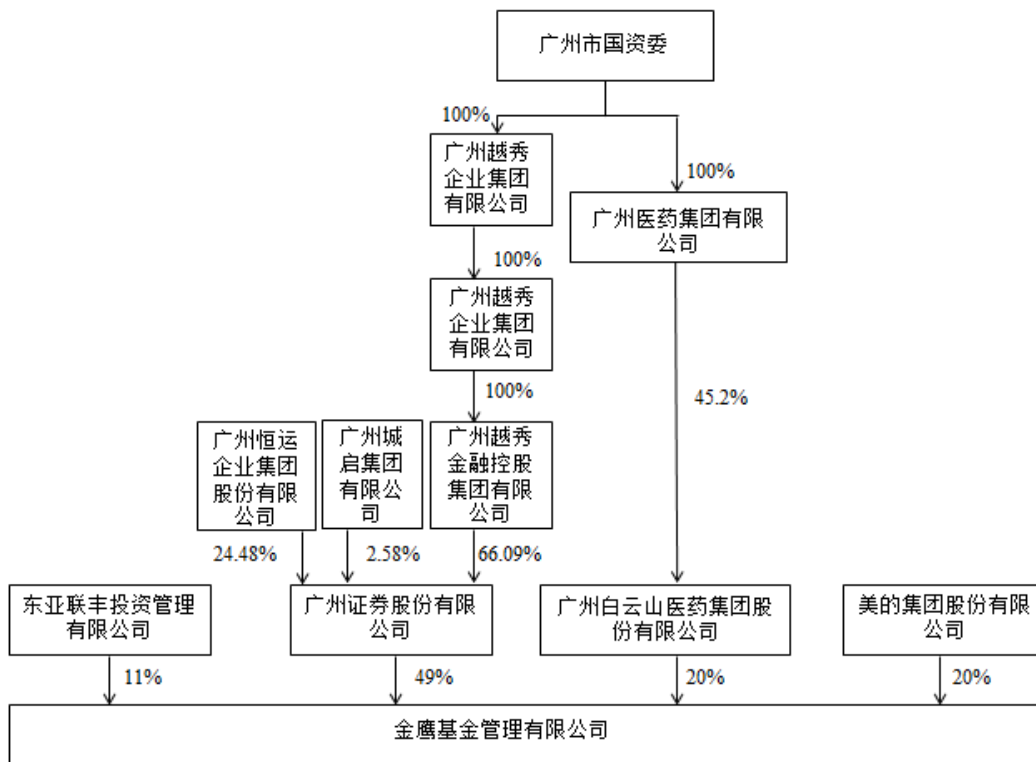 广州市国资委
100%
广州越秀
企业集团
有限公司
100%
广州医药集团有限
公司
100%
广州越秀
企业集团
有限公司
100%
45.2%
广州恒运
企业集团
股份有限
公司
广州城
启集团
有限公
司
广州越秀
金融控股
集团有限
公司
24.48%
2.58%
66.09%
东亚联丰投资管理
有限公司
广州证券股份有限
公司
广州白云山医药集团股
份有限公司
美的集团股份有限
公司
11%
49%
20%
20%
金鹰基金管理有限公司